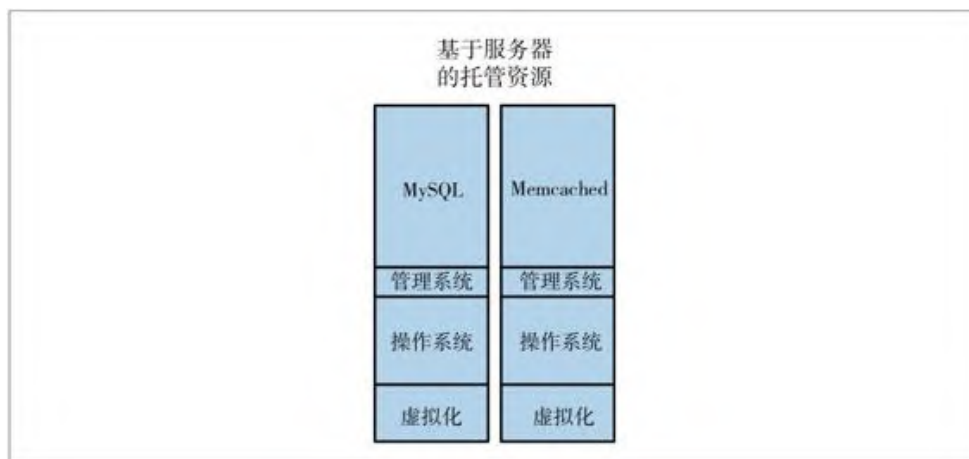 基于服务器
的托管资源
MySQL
Memcached
管理系统
管理系统
操作系统
操作系统
虚拟化
虚拟化